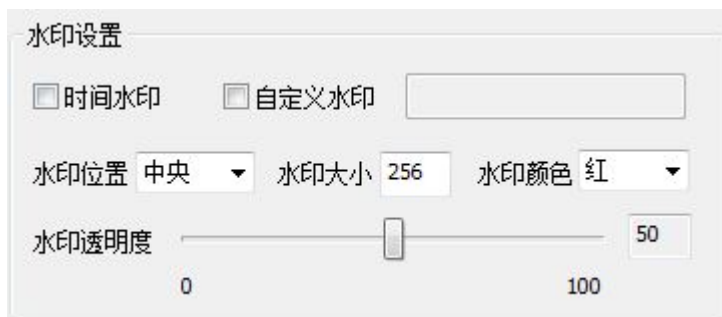 水印设置
时间水印 自定义水印
水印位置 中央 水印大小 256 水印颜色 红
水印透明度 50
0 100